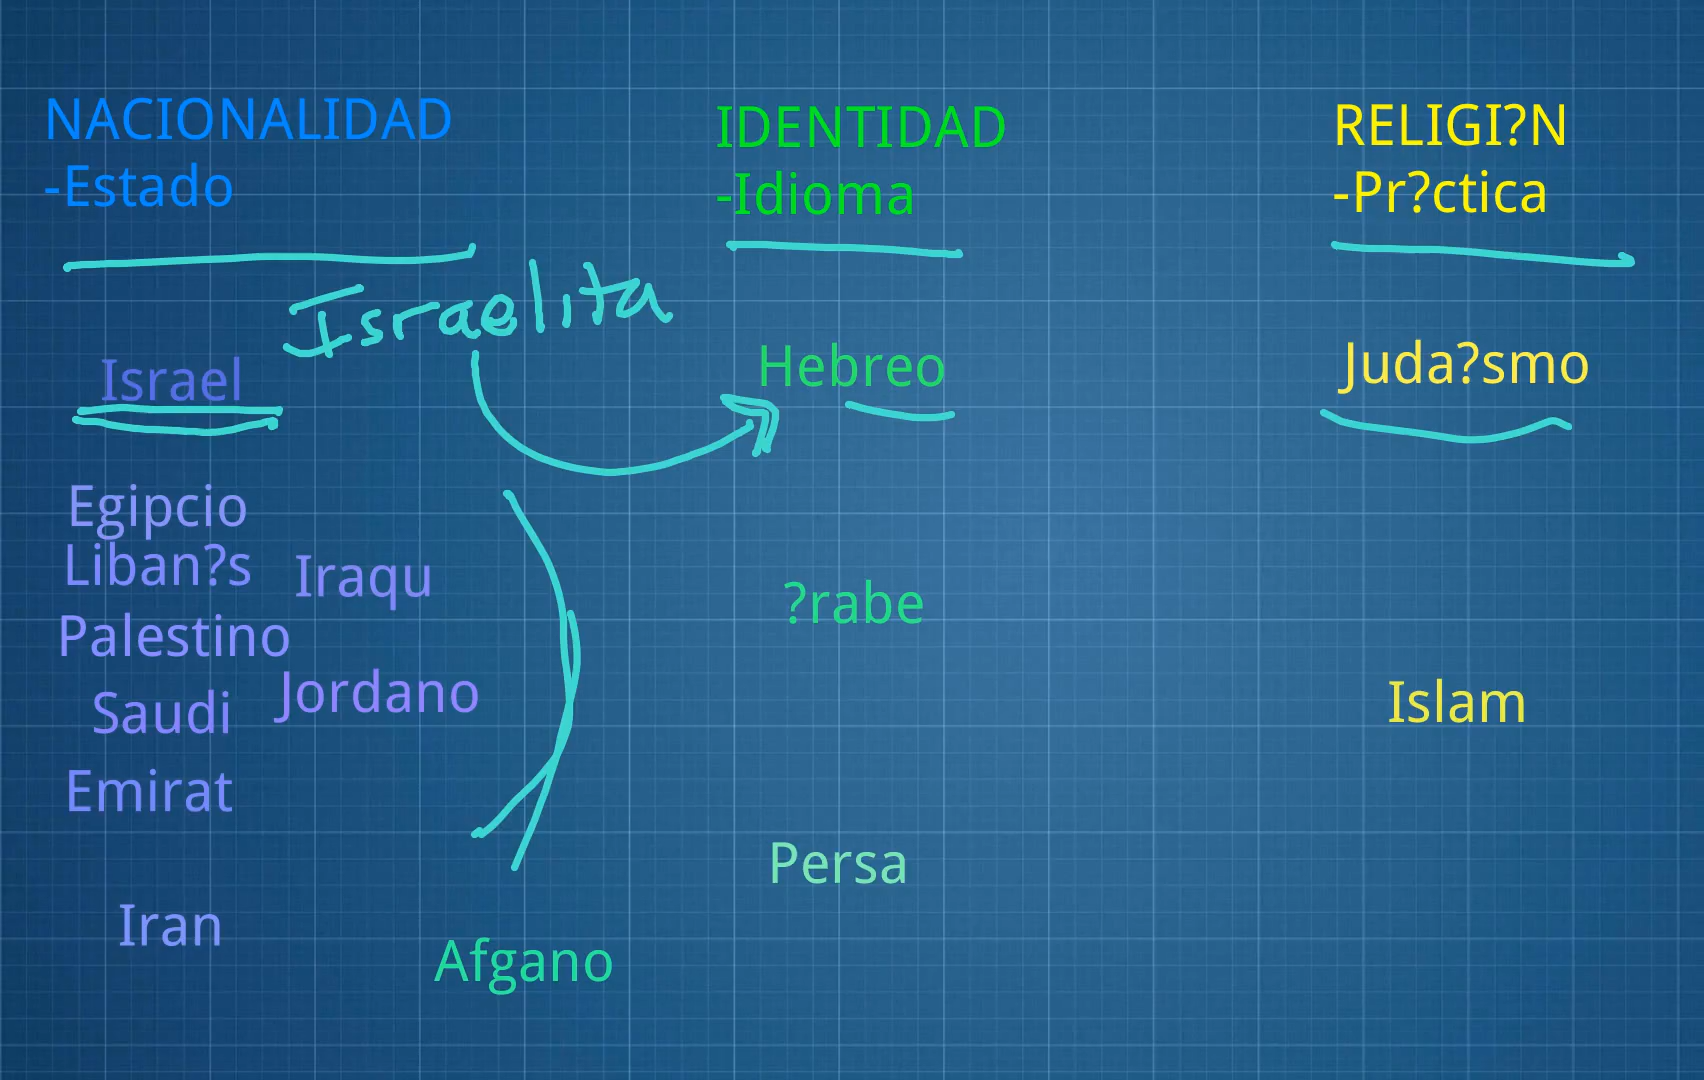 NACIONALIDAD
-Estado
IDENTIDAD
-Idioma
RELIGI?N
-Pr?ctica
Israelita
Israel
Hebreo
Juda?smo
Egipcio
Liban?s
Iraqu
Palestino
Saudi
Jordano
Emirat
Iran
?rabe
Islam
Persa
Afgano